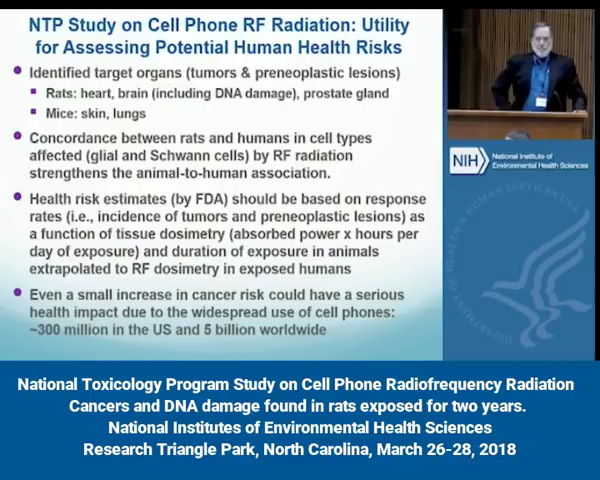 NTP Study on Cell Phone RF Radiation: Utility
for Assessing Potential Human Health Risks
Identified target organs (tumors & preneoplastic lesions)
Rats: heart, brain (including DNA damage), prostate gland
Mice: skin, lungs
Concordance between rats and humans in cell types
affected (glial and Schwann cells) by RF radiation
strengthens the animal-to-human association.
Health risk estimates (by FDA) should be based on response
rates (i.e., incidence of tumors and preneoplastic lesions) as
a function of tissue dosimetry (absorbed power x hours per
day of exposure) and duration of exposure in animals
extrapolated to RF dosimetry in exposed humans
Even a small increase in cancer risk could have a serious
health impact due to the widespread use of cell phones:
~300 million in the US and 5 billion worldwide
NIH
National Institute of
Environmental Health Sciences
DEPARTMENT OF HEALTH & HUMAN SERVICES USA
National Toxicology Program Study on Cell Phone Radiofrequency Radiation
Cancers and DNA damage found in rats exposed for two years.
National Institutes of Environmental Health Sciences
Research Triangle Park, North Carolina, March 26-28, 2018